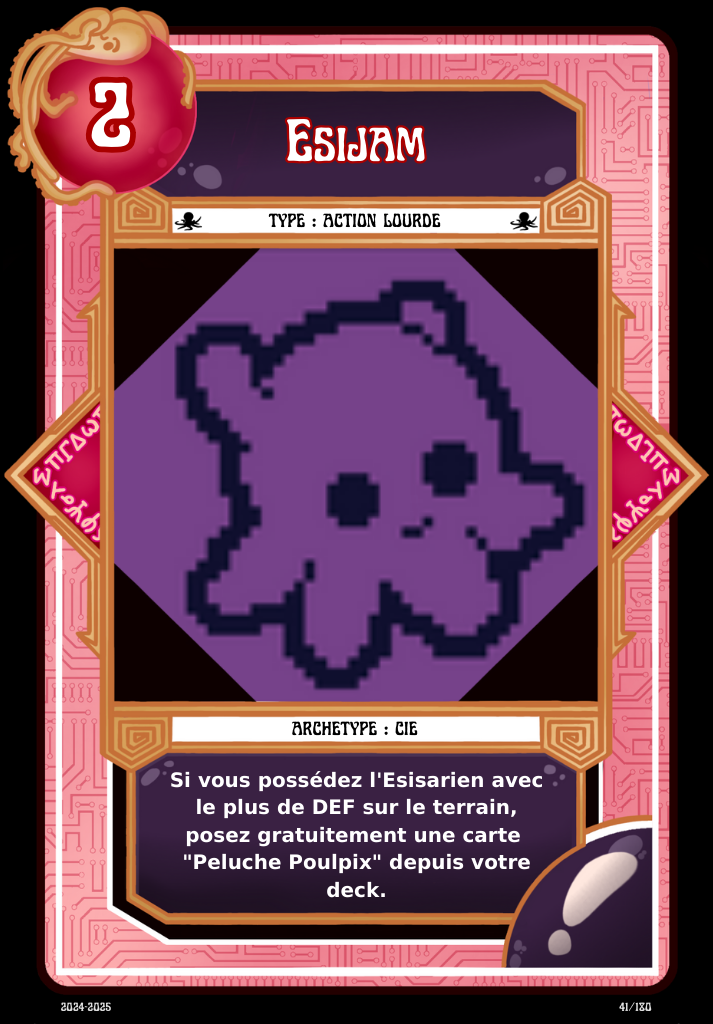 2
Esijam
TYPE : ACTION LOURDE
ARCHETYPE : CIE
Si vous possédez l'Esisarien avec
le plus de DEF sur le terrain,
posez gratuitement une carte
"Peluche Poulpix" depuis votre
deck.
2024-2025
41/180